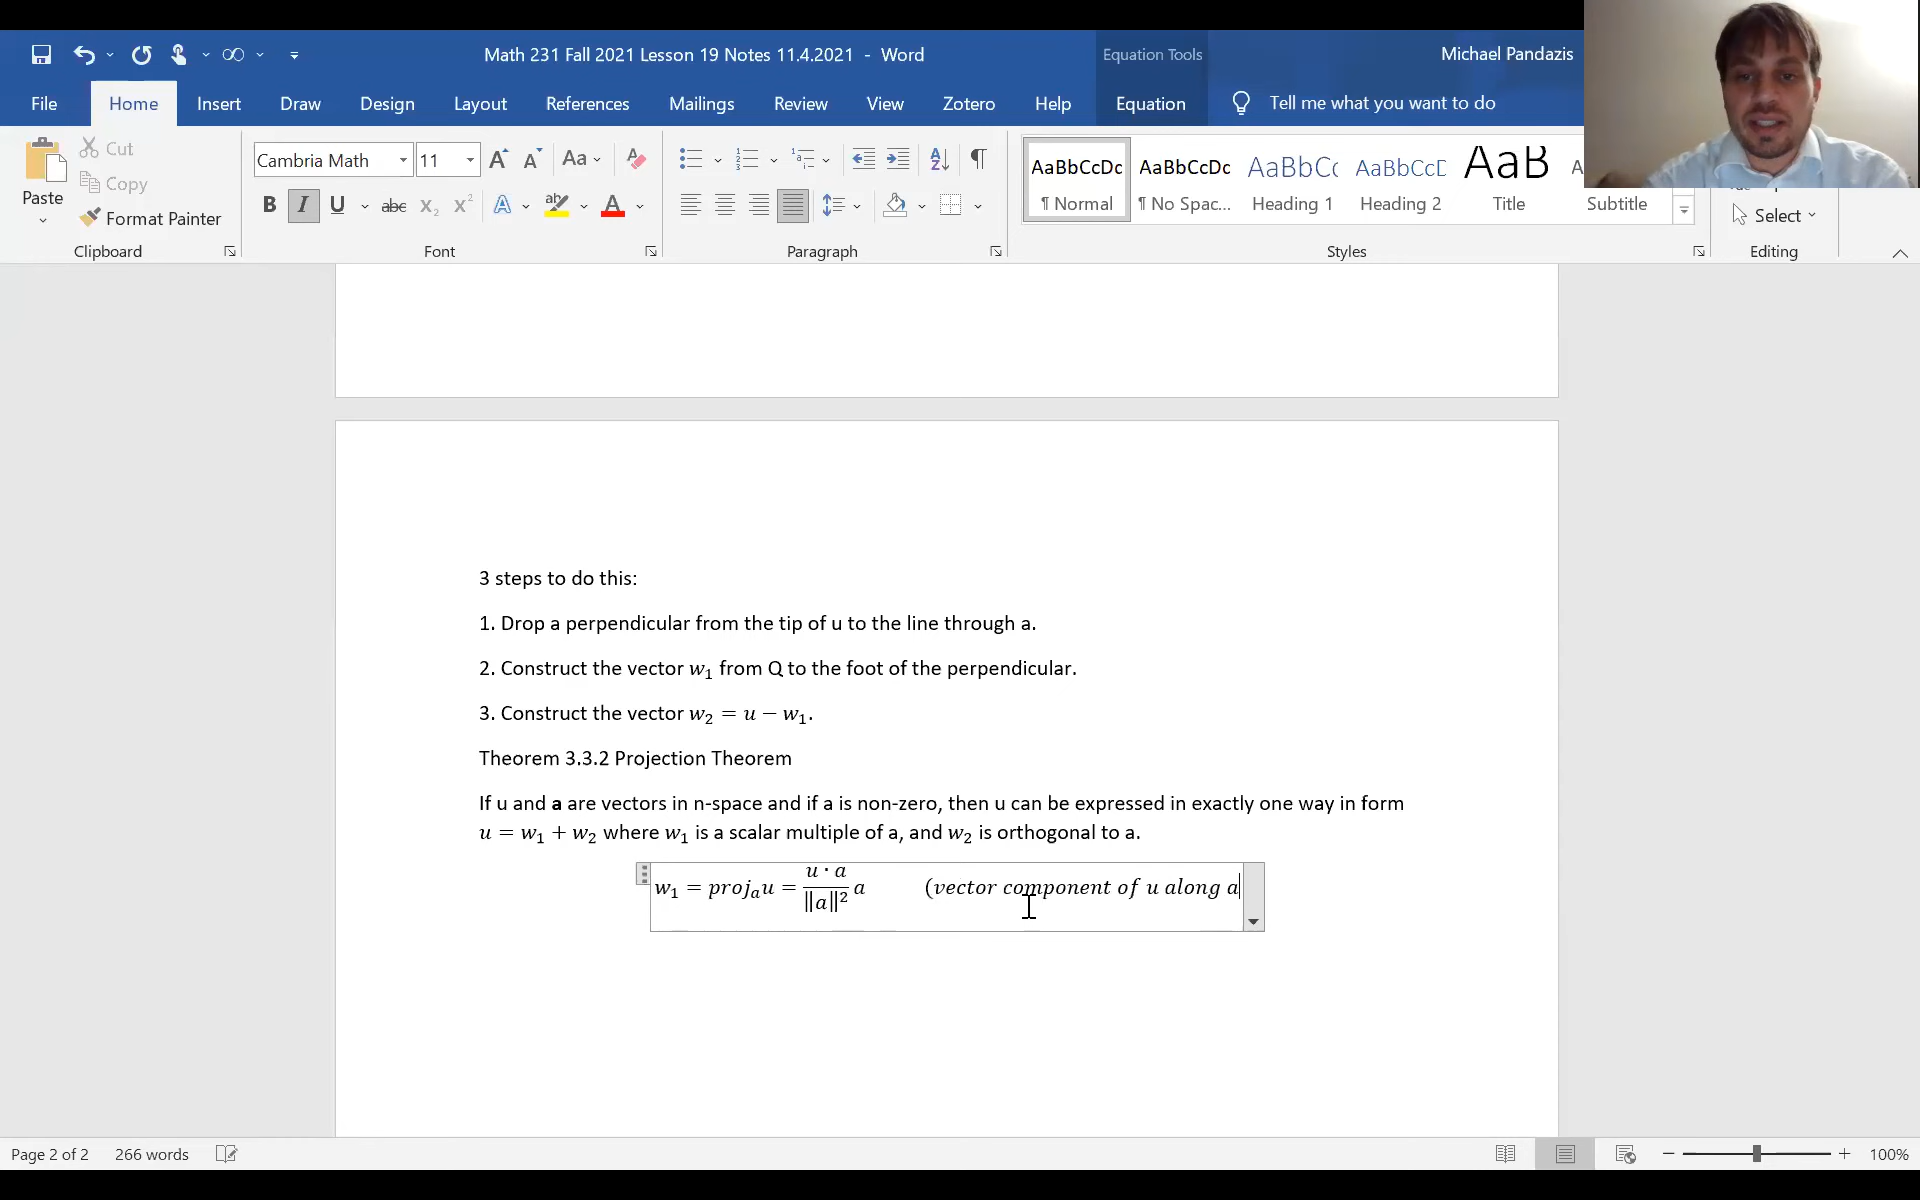 Math 231 Fall 2021 Lesson 19 Notes 11.4.2021 - Word
Equation Tools
Michael Pandazis
File Home Insert Draw Design Layout References Mailings Review View Zotero Help Equation Tell me what you want to do
Paste
Cut
Copy
Format Painter
Clipboard
Cambria Math 11
Font
Paragraph
AaBbCcDc AaBbCcDc AaBbCc AaBbCcD AaB
¶ Normal ¶ No Spac... Heading 1 Heading 2 Title Subtitle
Styles
Select
Editing
3 steps to do this:
1. Drop a perpendicular from the tip of u to the line through a.
2. Construct the vector w₁ from Q to the foot of the perpendicular.
3. Construct the vector w₂ = u − w₁.
Theorem 3.3.2 Projection Theorem
If u and a are vectors in n-space and if a is non-zero, then u can be expressed in exactly one way in form
u = w₁ + w₂ where w₁ is a scalar multiple of a, and w₂ is orthogonal to a.
w₁ = projₐu = u · a / ‖a‖² a (vector component of u along a
Page 2 of 2 266 words 100%